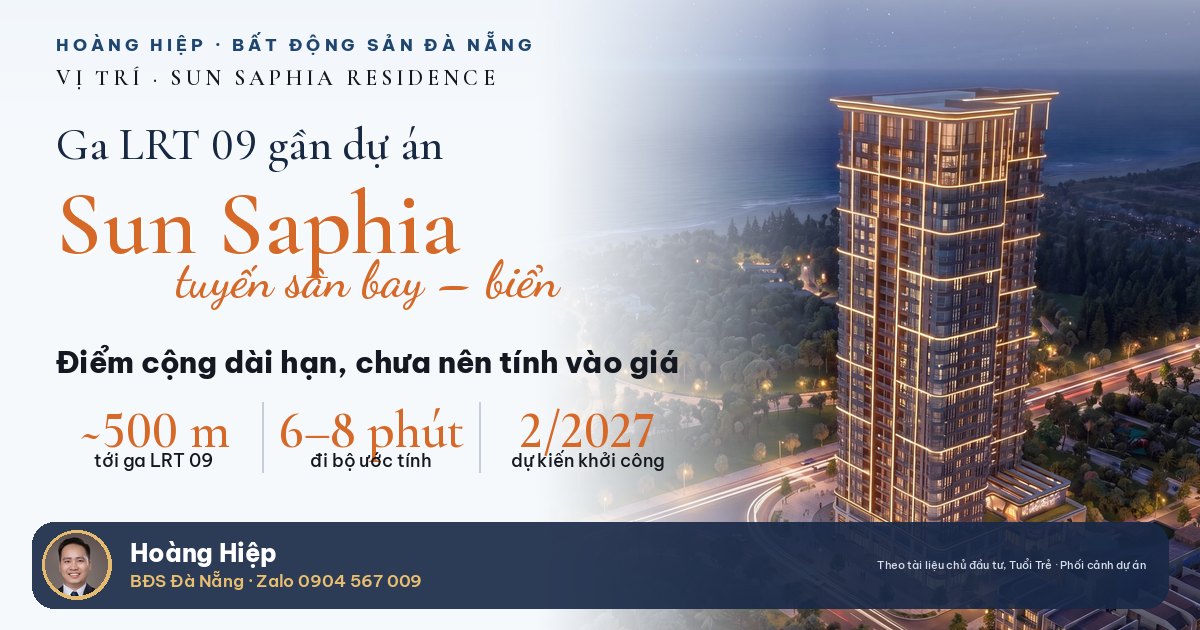 HOÀNG HIỆP · BẤT ĐỘNG SẢN ĐÀ NẴNG
VỊ TRÍ · SUN SAPHIA RESIDENCE
Ga LRT 09 gần dự án
Sun Saphia
tuyến sân bay – biển
Điểm cộng dài hạn, chưa nên tính vào giá
~500 m
tới ga LRT 09
6–8 phút
đi bộ ước tính
2/2027
dự kiến khởi công
Hoàng Hiệp
BĐS Đà Nẵng · Zalo 0904 567 009
Theo tài liệu chủ đầu tư, Tuổi Trẻ · Phối cảnh dự án